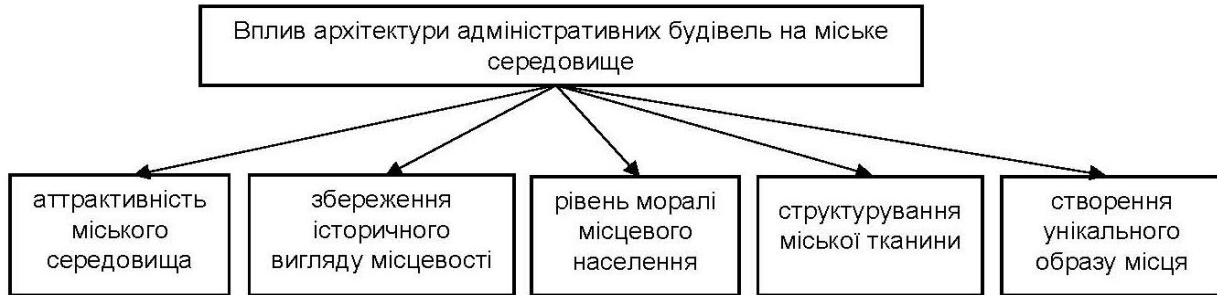 Вплив архітектури адміністративних будівель на міське
середовище
аттрактивність
міського
середовища
збереження
історичного
вигляду місцевості
рівень моралі
місцевого
населення
структурування
міської тканини
створення
унікального
образу місця